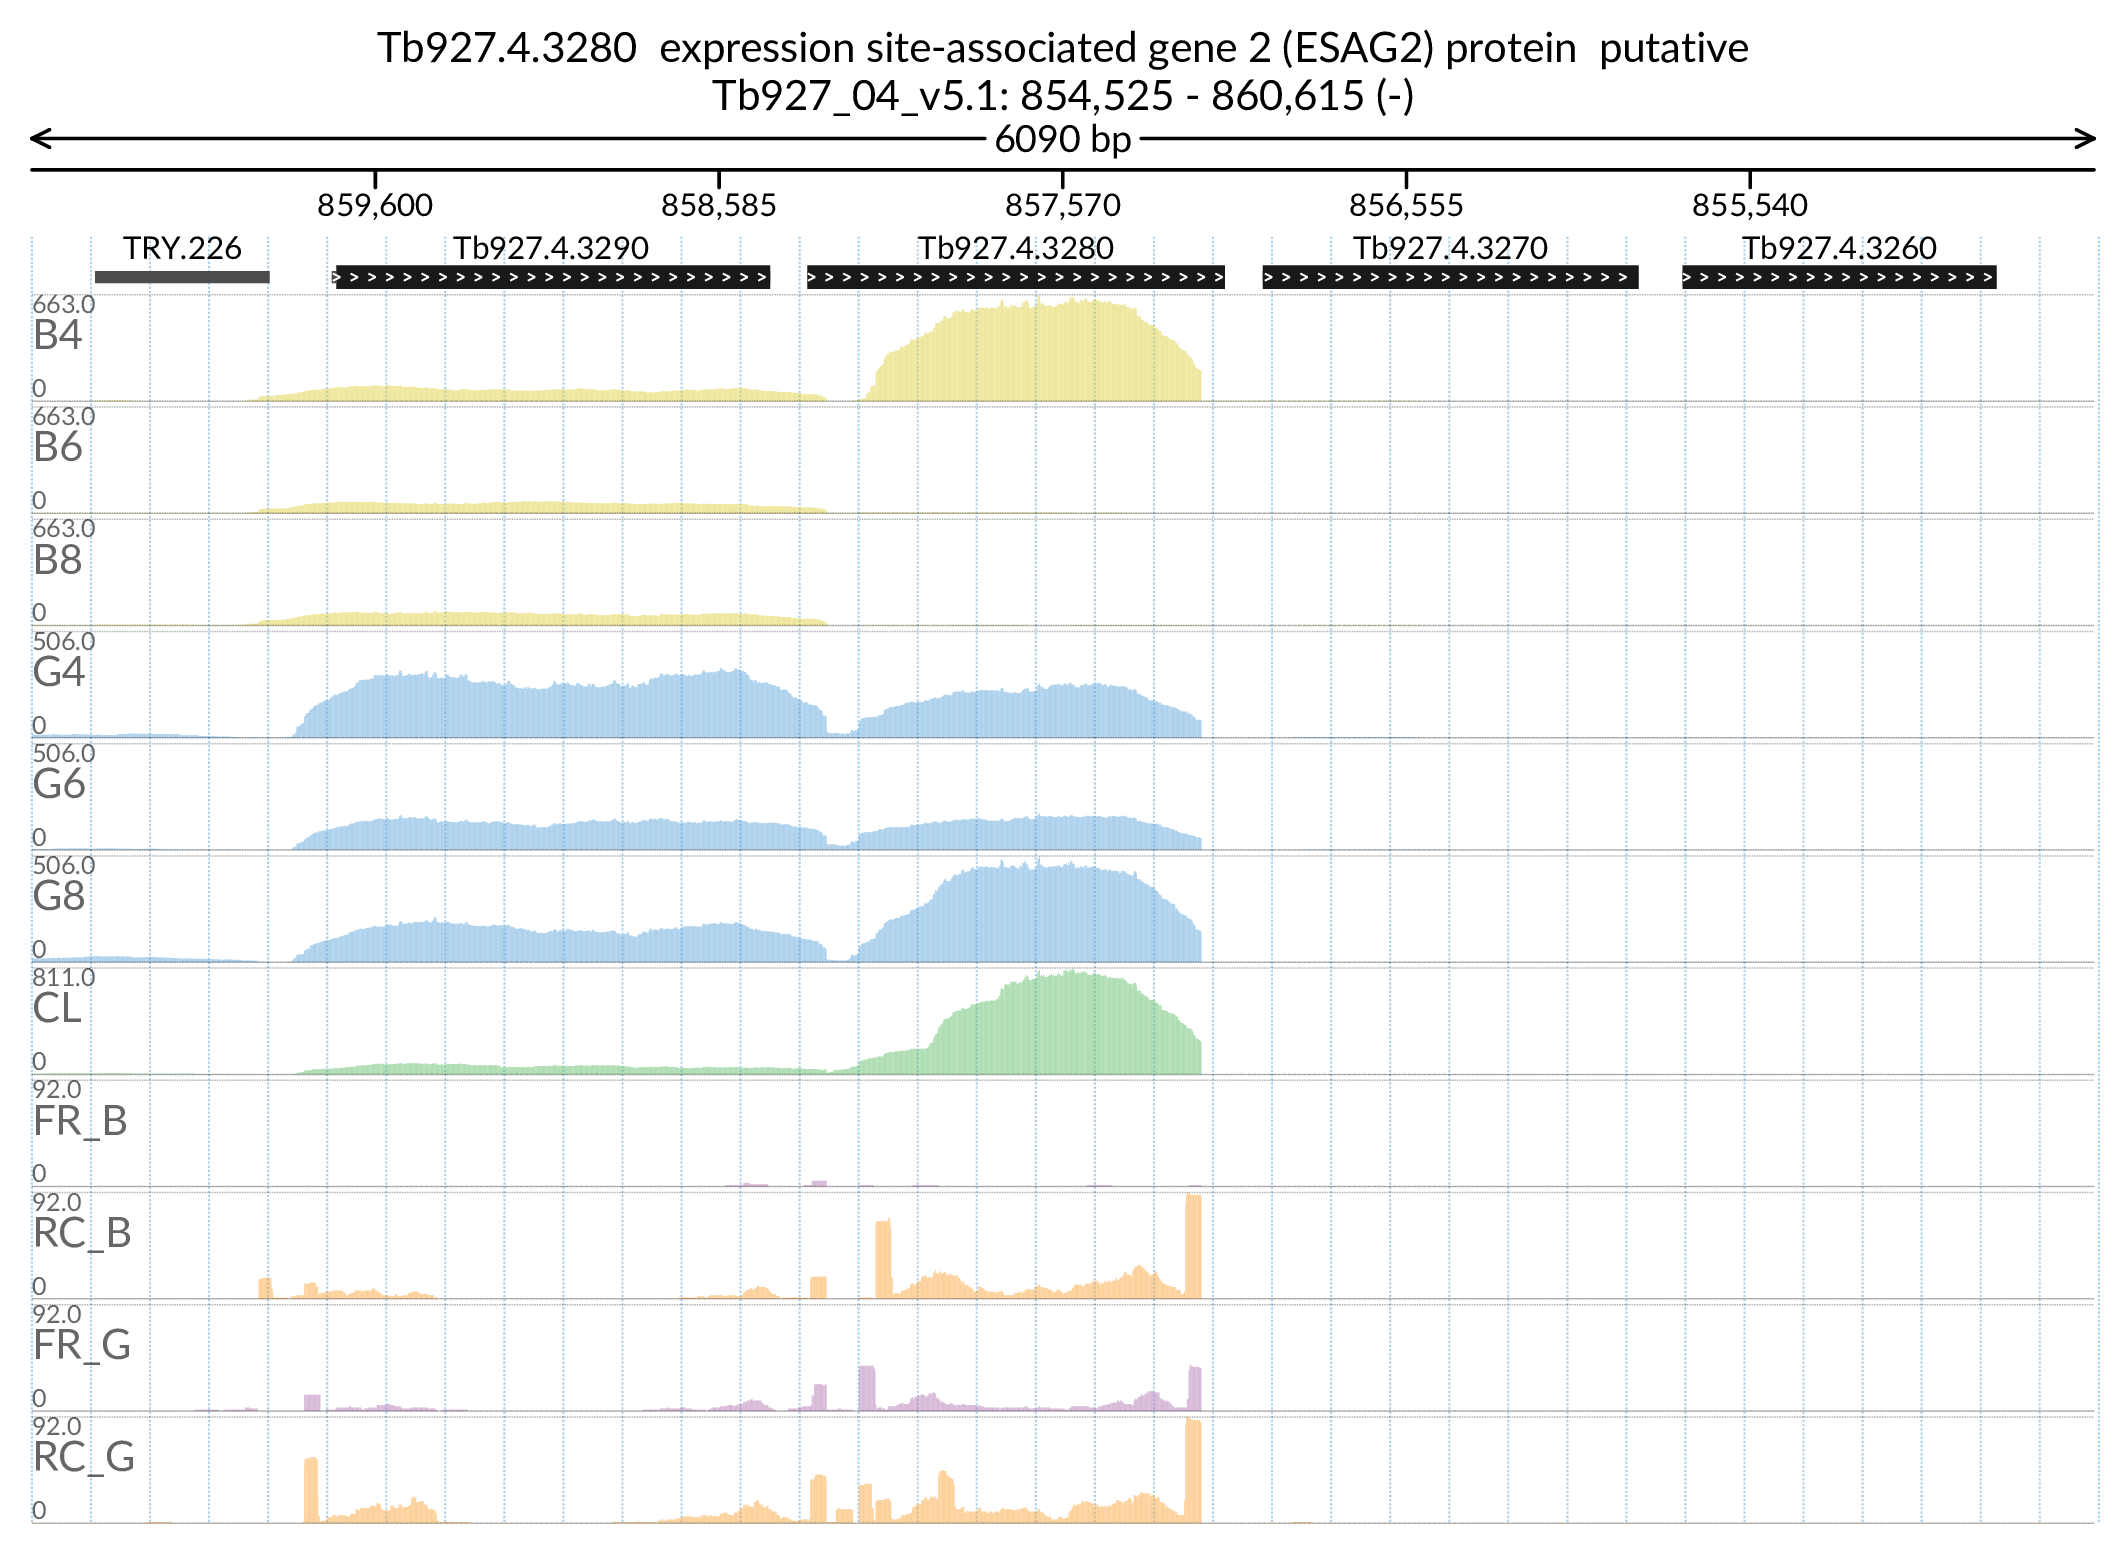 Tb927.4.3280  expression site-associated gene 2 (ESAG2) protein  putative
Tb927_04_v5.1: 854,525 - 860,615 (-)
6090 bp
859,600 858,585 857,570 856,555 855,540
TRY.226 Tb927.4.3290 Tb927.4.3280 Tb927.4.3270 Tb927.4.3260
663.0
B4
0
663.0
B6
0
663.0
B8
0
506.0
G4
0
506.0
G6
0
506.0
G8
0
811.0
CL
0
92.0
FR_B
0
92.0
RC_B
0
92.0
FR_G
0
92.0
RC_G
0